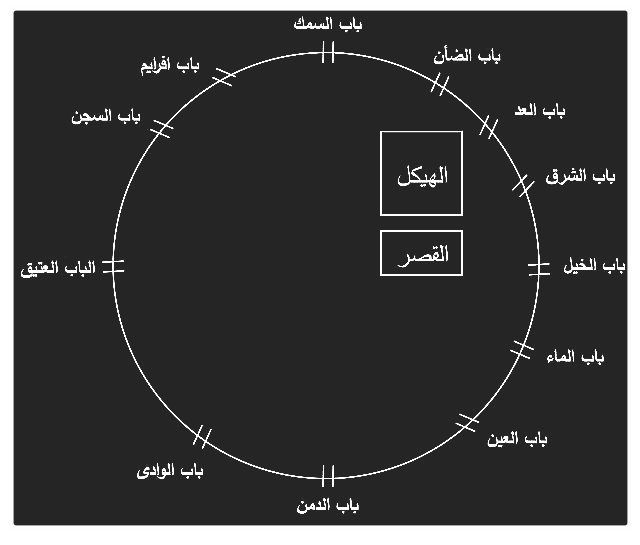 باب السمك
باب الضأن
باب افرايم
باب العد
باب السجن
باب الشرق
الهيكل
القصر
باب الخيل
الباب العتيق
باب الماء
باب العين
باب الوادى
باب الدمن